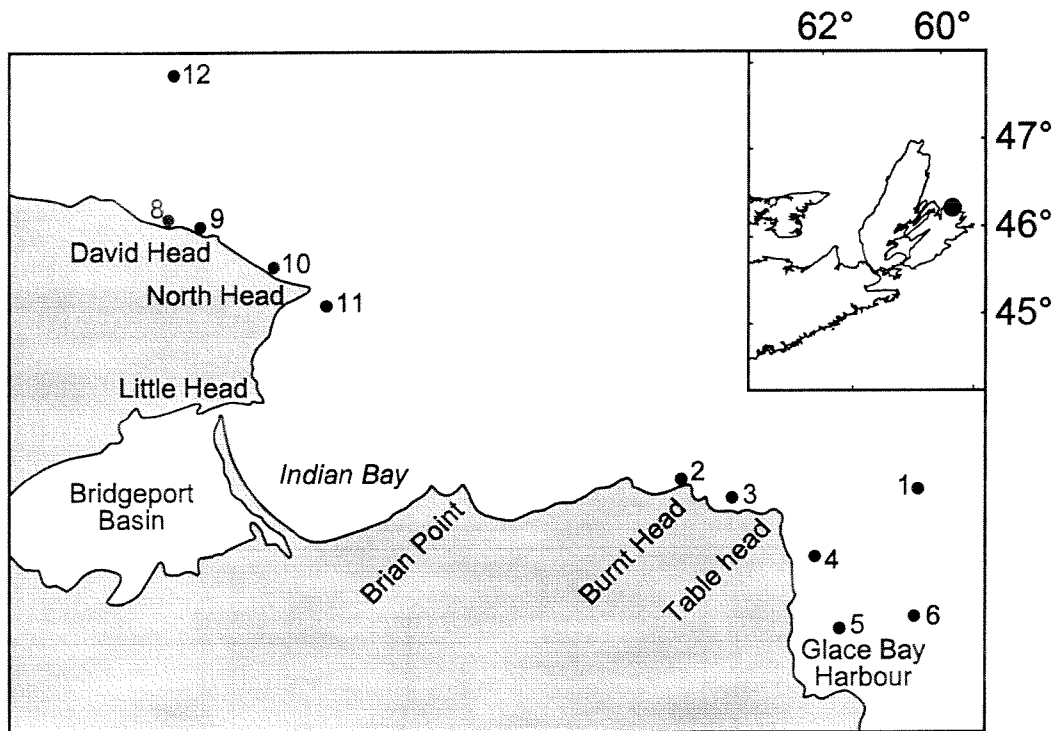 62° 60°
12
47°
8
9
46°
David Head
10
North Head
11
45°
Little Head
Indian Bay
2
1
3
Bridgeport
Basin
Brian Point
Burnt Head
Table head
4
6
5
Glace Bay
Harbour